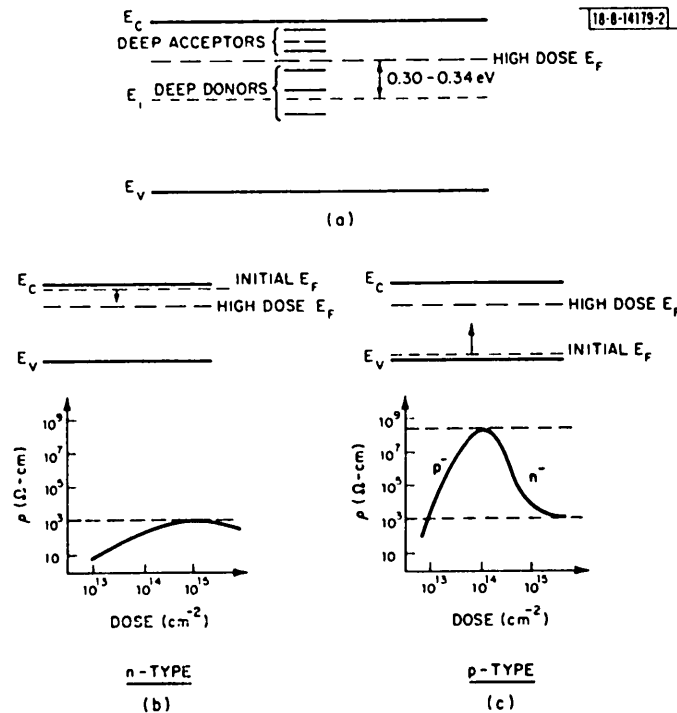 18-8-14179-2
E_C
DEEP ACCEPTORS
HIGH DOSE E_F
0.30 - 0.34 eV
E_I DEEP DONORS
E_V
(a)
E_C INITIAL E_F
HIGH DOSE E_F
E_V
10^9
10^7
10^5
10^3
10
ρ (Ω-cm)
10^13 10^14 10^15
DOSE (cm^-2)
n-TYPE
(b)
E_C
HIGH DOSE E_F
INITIAL E_F
E_V
10^9
10^7
10^5
10^3
10
ρ (Ω-cm)
p^-
n^-
10^13 10^14 10^15
DOSE (cm^-2)
p-TYPE
(c)